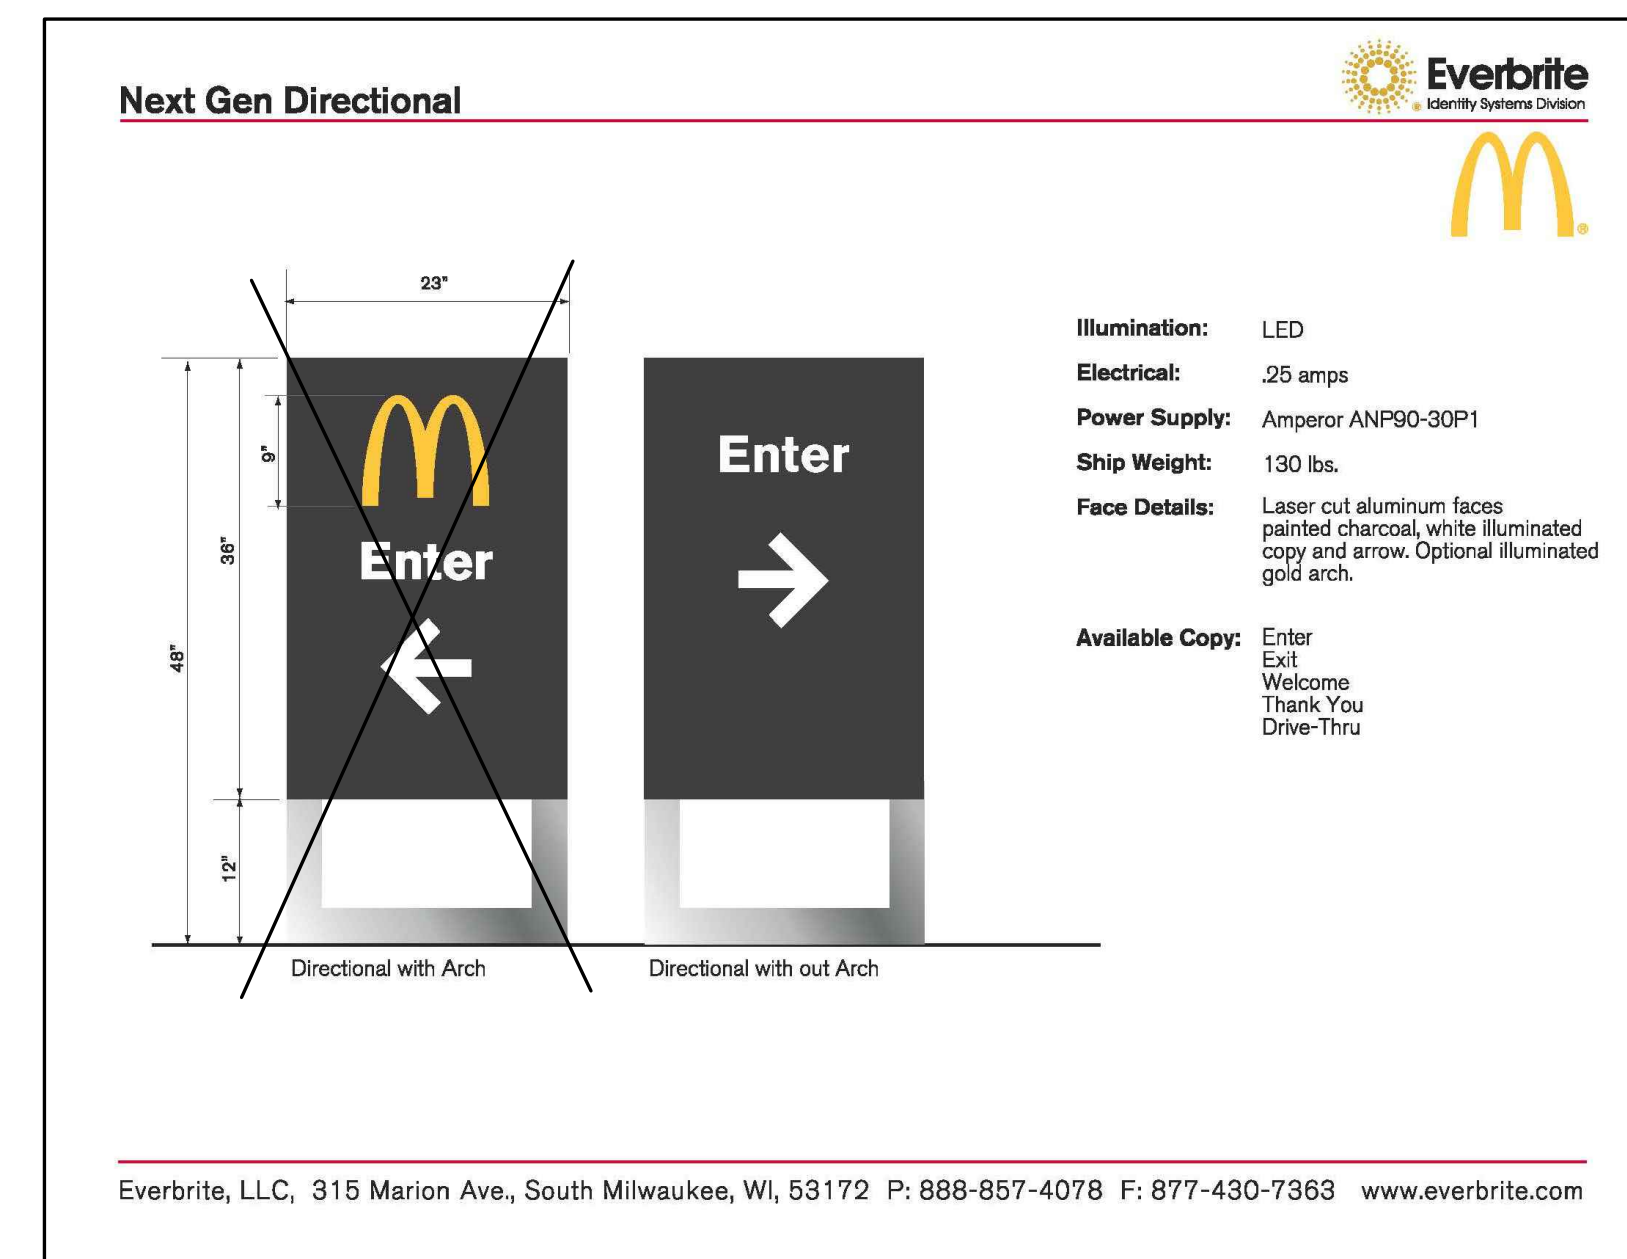 Next Gen Directional
Everbrite
Identity Systems Division
®
23"
9"
36"
48"
12"
Enter
Enter
Directional with Arch
Directional with out Arch
Illumination: LED
Electrical: .25 amps
Power Supply: Amperor ANP90-30P1
Ship Weight: 130 lbs.
Face Details: Laser cut aluminum faces
painted charcoal, white illuminated
copy and arrow. Optional illuminated
gold arch.
Available Copy: Enter
Exit
Welcome
Thank You
Drive-Thru
Everbrite, LLC, 315 Marion Ave., South Milwaukee, WI, 53172 P: 888-857-4078 F: 877-430-7363 www.everbrite.com